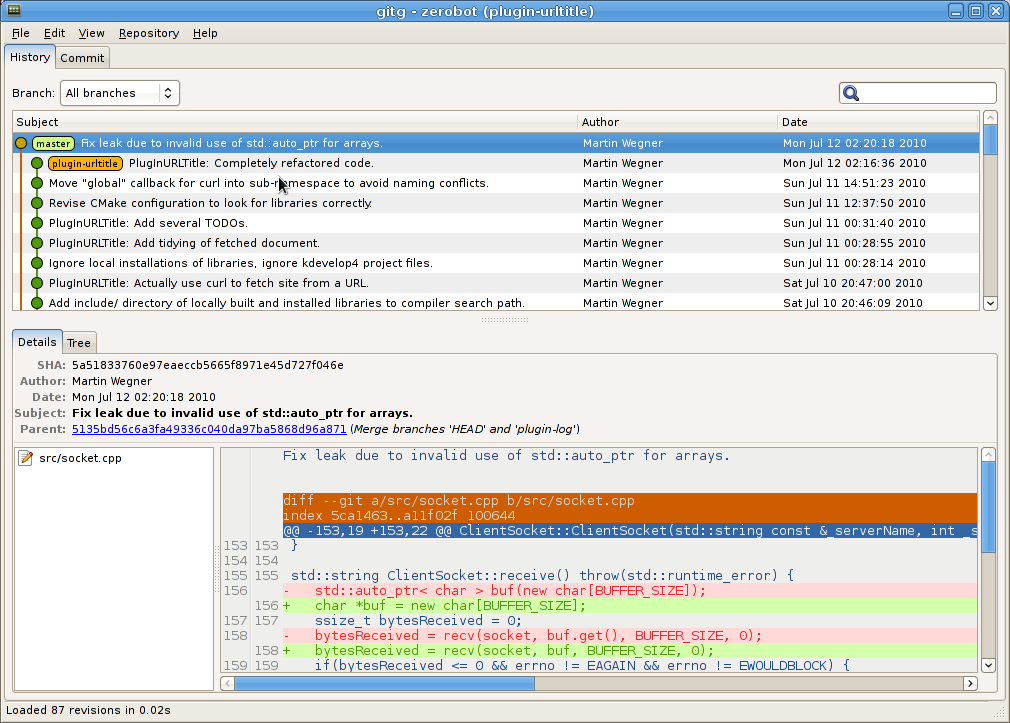 gitg - zerobot (plugin-urltitle)
File Edit View Repository Help
History Commit
Branch: All branches
Subject Author Date
master Fix leak due to invalid use of std::auto_ptr for arrays. Martin Wegner Mon Jul 12 02:20:18 2010
plugin-urltitle PlugInURLTitle: Completely refactored code. Martin Wegner Mon Jul 12 02:16:36 2010
Move "global" callback for curl into sub-namespace to avoid naming conflicts. Martin Wegner Sun Jul 11 14:51:23 2010
Revise CMake configuration to look for libraries correctly. Martin Wegner Sun Jul 11 12:37:50 2010
PlugInURLTitle: Add several TODOs. Martin Wegner Sun Jul 11 00:31:40 2010
PlugInURLTitle: Add tidying of fetched document. Martin Wegner Sun Jul 11 00:28:55 2010
Ignore local installations of libraries, ignore kdevelop4 project files. Martin Wegner Sun Jul 11 00:28:14 2010
PlugInURLTitle: Actually use curl to fetch site from a URL. Martin Wegner Sat Jul 10 20:47:00 2010
Add include/ directory of locally built and installed libraries to compiler search path. Martin Wegner Sat Jul 10 20:46:09 2010
Details Tree
SHA: 5a51833760e97eaeccb5665f8971e45d727f046e
Author: Martin Wegner
Date: Mon Jul 12 02:20:18 2010
Subject: Fix leak due to invalid use of std::auto_ptr for arrays.
Parent: 5135bd56c6a3fa49336c040da97ba5868d96a871 (Merge branches 'HEAD' and 'plugin-log')
src/socket.cpp
Fix leak due to invalid use of std::auto_ptr for arrays.
diff --git a/src/socket.cpp b/src/socket.cpp
index 5ca1463..a11f02f 100644
@@ -153,19 +153,22 @@ ClientSocket::ClientSocket(std::string const &_serverName, int _s
153 153 }
154 154
155 155 std::string ClientSocket::receive() throw(std::runtime_error) {
156 - std::auto_ptr< char > buf(new char[BUFFER_SIZE]);
156 + char *buf = new char[BUFFER_SIZE];
157 157 ssize_t bytesReceived = 0;
158 - bytesReceived = recv(socket, buf.get(), BUFFER_SIZE, 0);
158 + bytesReceived = recv(socket, buf, BUFFER_SIZE, 0);
159 159 if(bytesReceived <= 0 && errno != EAGAIN && errno != EWOULDBLOCK) {
Loaded 87 revisions in 0.02s